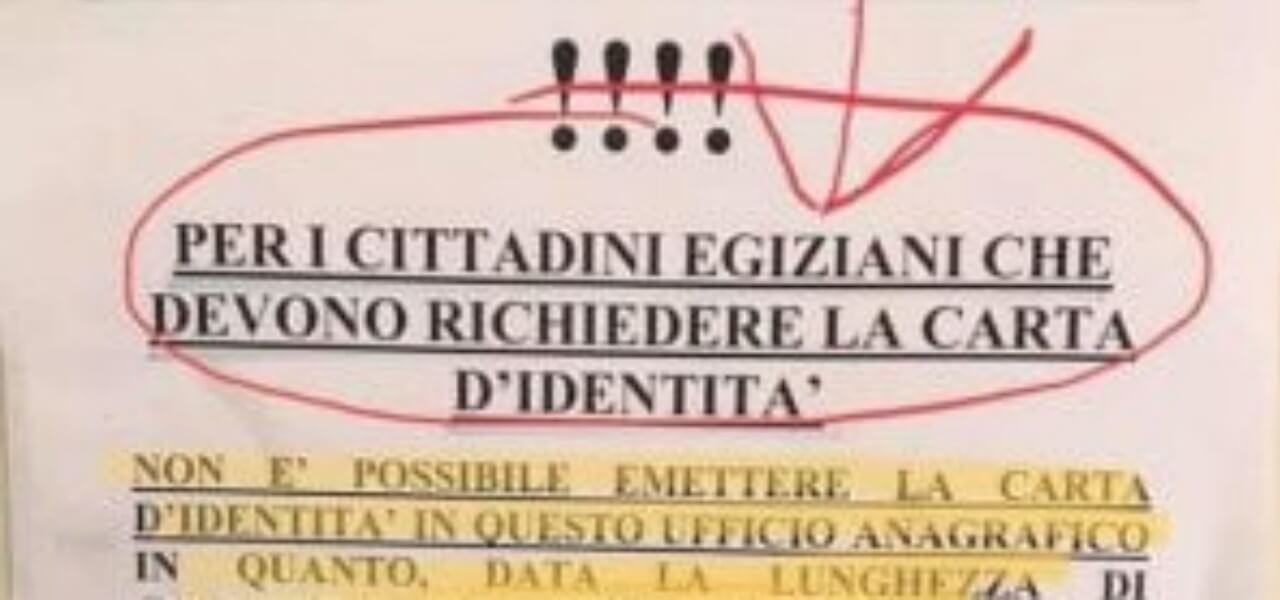 !!!!
PER I CITTADINI EGIZIANI CHE
DEVONO RICHIEDERE LA CARTA
D'IDENTITA'
NON E' POSSIBILE EMETTERE LA CARTA
D'IDENTITA' IN QUESTO UFFICIO ANAGRAFICO
IN QUANTO, DATA LA LUNGHEZZA DI